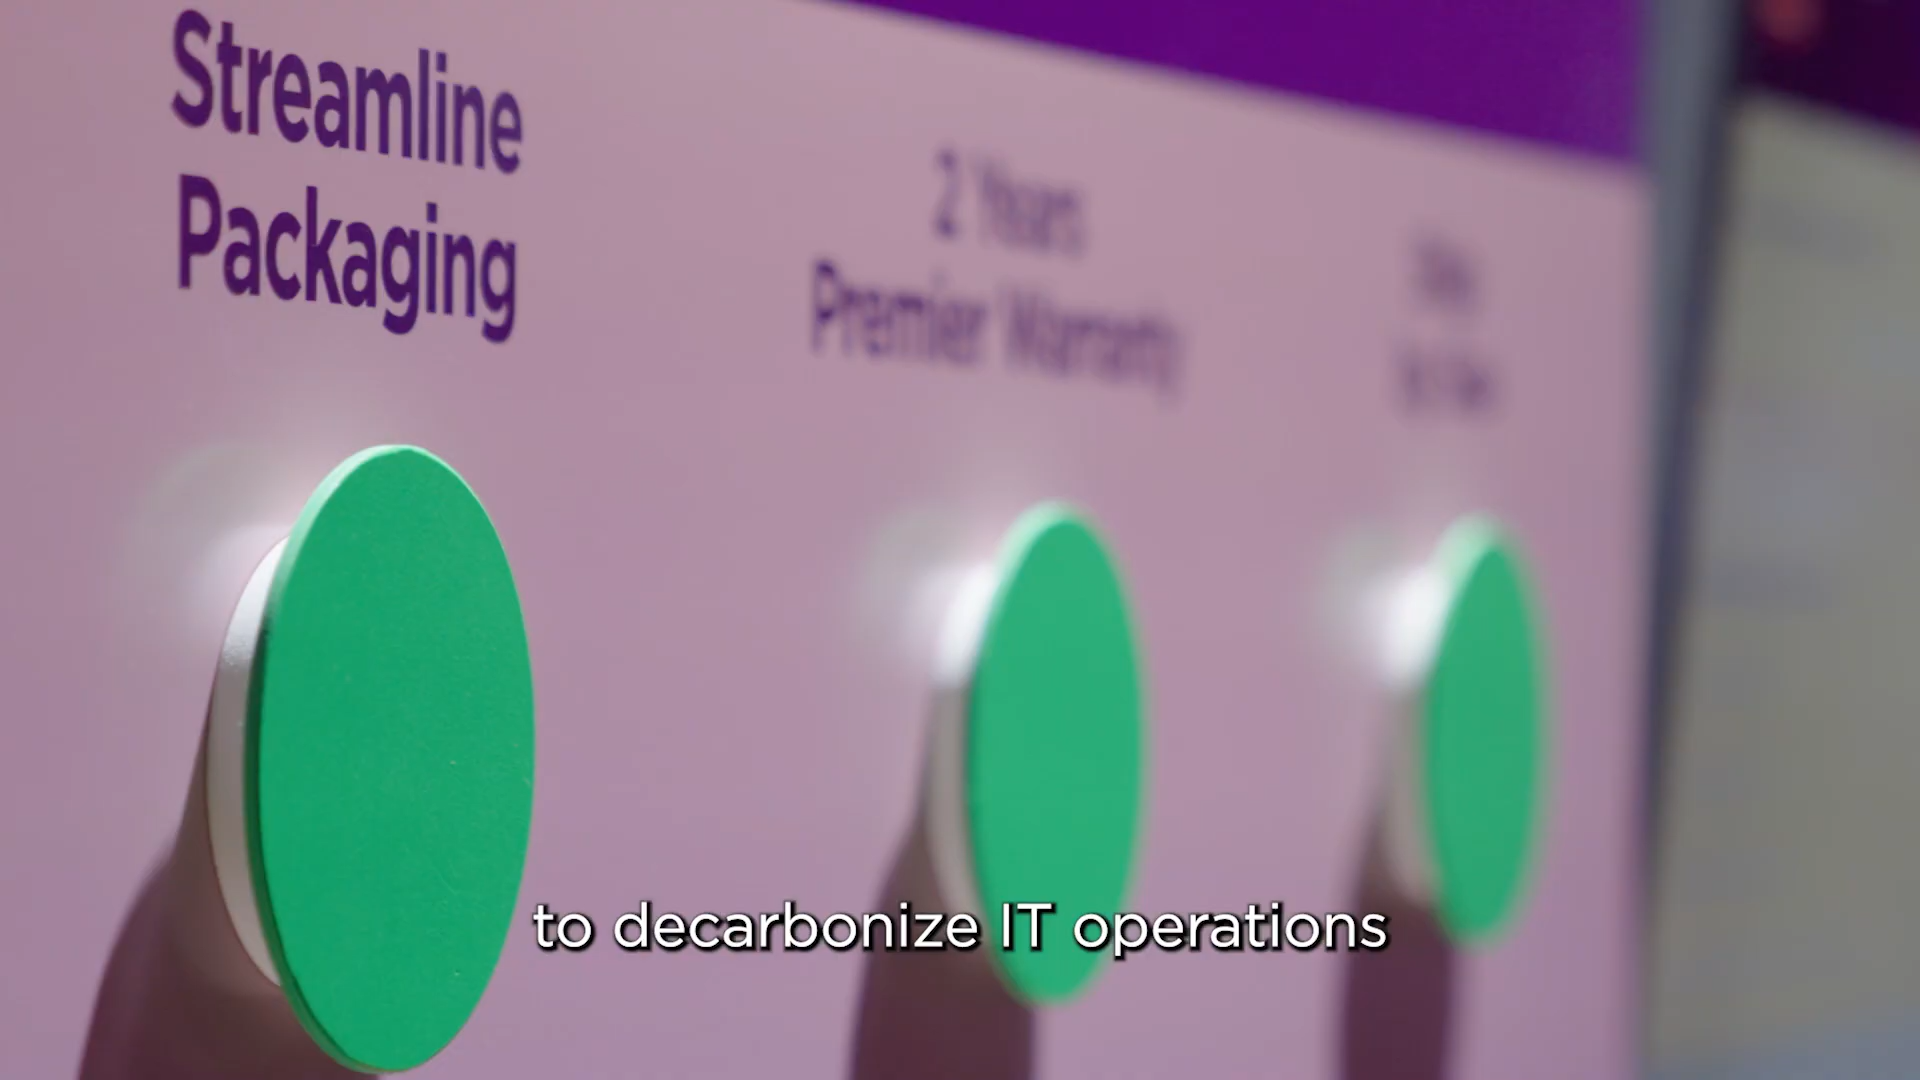 Streamline
Packaging
2 Years
Premier Warranty
to decarbonize IT operations